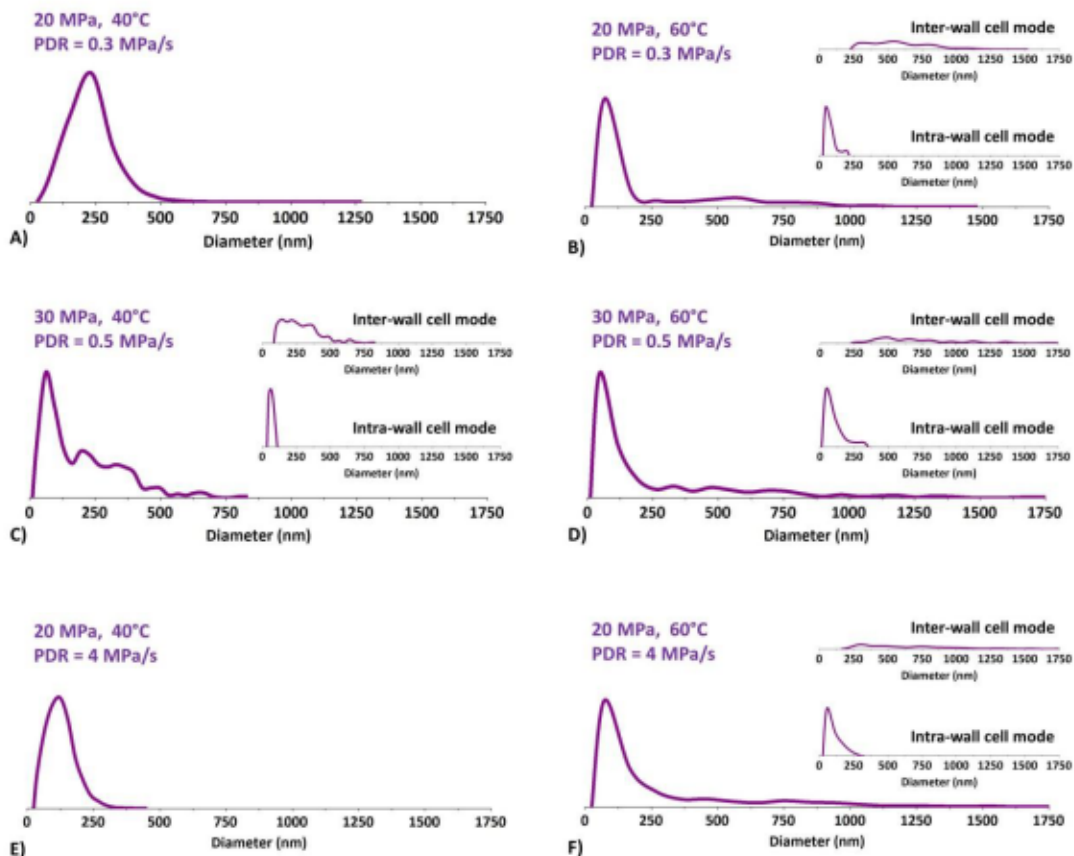 20 MPa, 40°C
PDR = 0.3 MPa/s
0 250 500 750 1000 1250 1500 1750
Diameter (nm)
A)
20 MPa, 60°C
PDR = 0.3 MPa/s
Inter-wall cell mode
0 250 500 750 1000 1250 1500 1750
Diameter (nm)
Intra-wall cell mode
0 250 500 750 1000 1250 1500 1750
Diameter (nm)
0 250 500 750 1000 1250 1500 1750
Diameter (nm)
B)
30 MPa, 40°C
PDR = 0.5 MPa/s
Inter-wall cell mode
0 250 500 750 1000 1250 1500 1750
Diameter (nm)
Intra-wall cell mode
0 250 500 750 1000 1250 1500 1750
Diameter (nm)
0 250 500 750 1000 1250 1500 1750
Diameter (nm)
C)
30 MPa, 60°C
PDR = 0.5 MPa/s
Inter-wall cell mode
0 250 500 750 1000 1250 1500 1750
Diameter (nm)
Intra-wall cell mode
0 250 500 750 1000 1250 1500 1750
Diameter (nm)
0 250 500 750 1000 1250 1500 1750
Diameter (nm)
D)
20 MPa, 40°C
PDR = 4 MPa/s
0 250 500 750 1000 1250 1500 1750
Diameter (nm)
E)
20 MPa, 60°C
PDR = 4 MPa/s
Inter-wall cell mode
0 250 500 750 1000 1250 1500 1750
Diameter (nm)
Intra-wall cell mode
0 250 500 750 1000 1250 1500 1750
Diameter (nm)
0 250 500 750 1000 1250 1500 1750
Diameter (nm)
F)